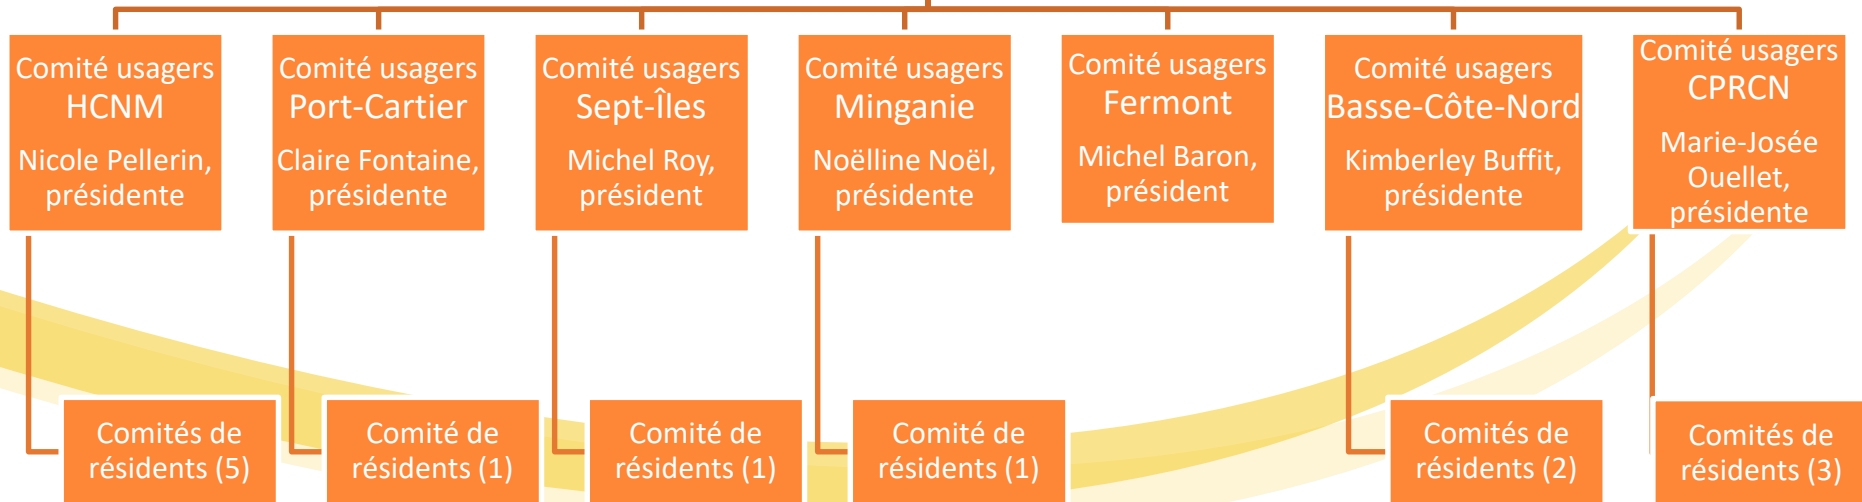 Comité usagers
HCNM
Nicole Pellerin,
présidente
Comité usagers
Port-Cartier
Claire Fontaine,
présidente
Comité usagers
Sept-Îles
Michel Roy,
président
Comité usagers
Minganie
Noëlline Noël,
présidente
Comité usagers
Fermont
Michel Baron,
président
Comité usagers
Basse-Côte-Nord
Kimberley Buffit,
présidente
Comité usagers
CPRCN
Marie-Josée
Ouellet,
présidente
Comités de
résidents (5)
Comité de
résidents (1)
Comité de
résidents (1)
Comité de
résidents (1)
Comités de
résidents (2)
Comités de
résidents (3)